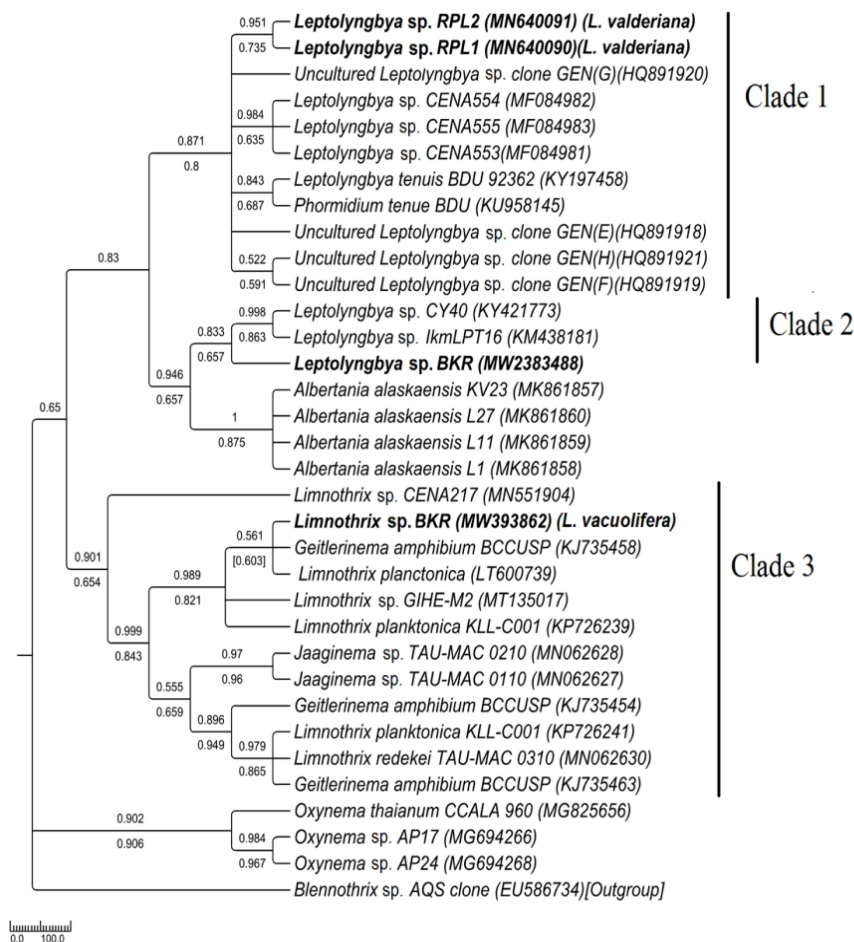 0.951
Leptolyngbya sp. RPL2 (MN640091) (L. valderiana)
0.735
Leptolyngbya sp. RPL1 (MN640090)(L. valderiana)
Uncultured Leptolyngbya sp. clone GEN(G)(HQ891920)
Clade 1
0.984
Leptolyngbya sp. CENA554 (MF084982)
Leptolyngbya sp. CENA555 (MF084983)
0.635
Leptolyngbya sp. CENA553(MF084981)
0.871
0.8
0.843
Leptolyngbya tenuis BDU 92362 (KY197458)
0.687
Phormidium tenue BDU (KU958145)
Uncultured Leptolyngbya sp. clone GEN(E)(HQ891918)
0.522
Uncultured Leptolyngbya sp. clone GEN(H)(HQ891921)
0.591
Uncultured Leptolyngbya sp. clone GEN(F)(HQ891919)
0.83
0.998
Leptolyngbya sp. CY40 (KY421773)
Clade 2
0.833
0.863
Leptolyngbya sp. IkmLPT16 (KM438181)
0.657
Leptolyngbya sp. BKR (MW2383488)
0.946
0.657
Albertania alaskaensis KV23 (MK861857)
0.65
1
Albertania alaskaensis L27 (MK861860)
0.875
Albertania alaskaensis L11 (MK861859)
Albertania alaskaensis L1 (MK861858)
Limnothrix sp. CENA217 (MN551904)
0.561
Limnothrix sp. BKR (MW393862) (L. vacuolifera)
0.901
0.654
[0.603]
Geitlerinema amphibium BCCUSP (KJ735458)
Clade 3
0.989
0.821
Limnothrix planctonica (LT600739)
Limnothrix sp. GIHE-M2 (MT135017)
Limnothrix planktonica KLL-C001 (KP726239)
0.999
0.843
0.97
Jaaginema sp. TAU-MAC 0210 (MN062628)
0.96
Jaaginema sp. TAU-MAC 0110 (MN062627)
0.555
0.659
Geitlerinema amphibium BCCUSP (KJ735454)
0.896
0.949
0.979
Limnothrix planktonica KLL-C001 (KP726241)
Limnothrix redekei TAU-MAC 0310 (MN062630)
0.865
Geitlerinema amphibium BCCUSP (KJ735463)
0.902
0.906
Oxynema thaianum CCALA 960 (MG825656)
0.984
Oxynema sp. AP17 (MG694266)
0.967
Oxynema sp. AP24 (MG694268)
Blennothrix sp. AQS clone (EU586734)[Outgroup]
0.0 100.0